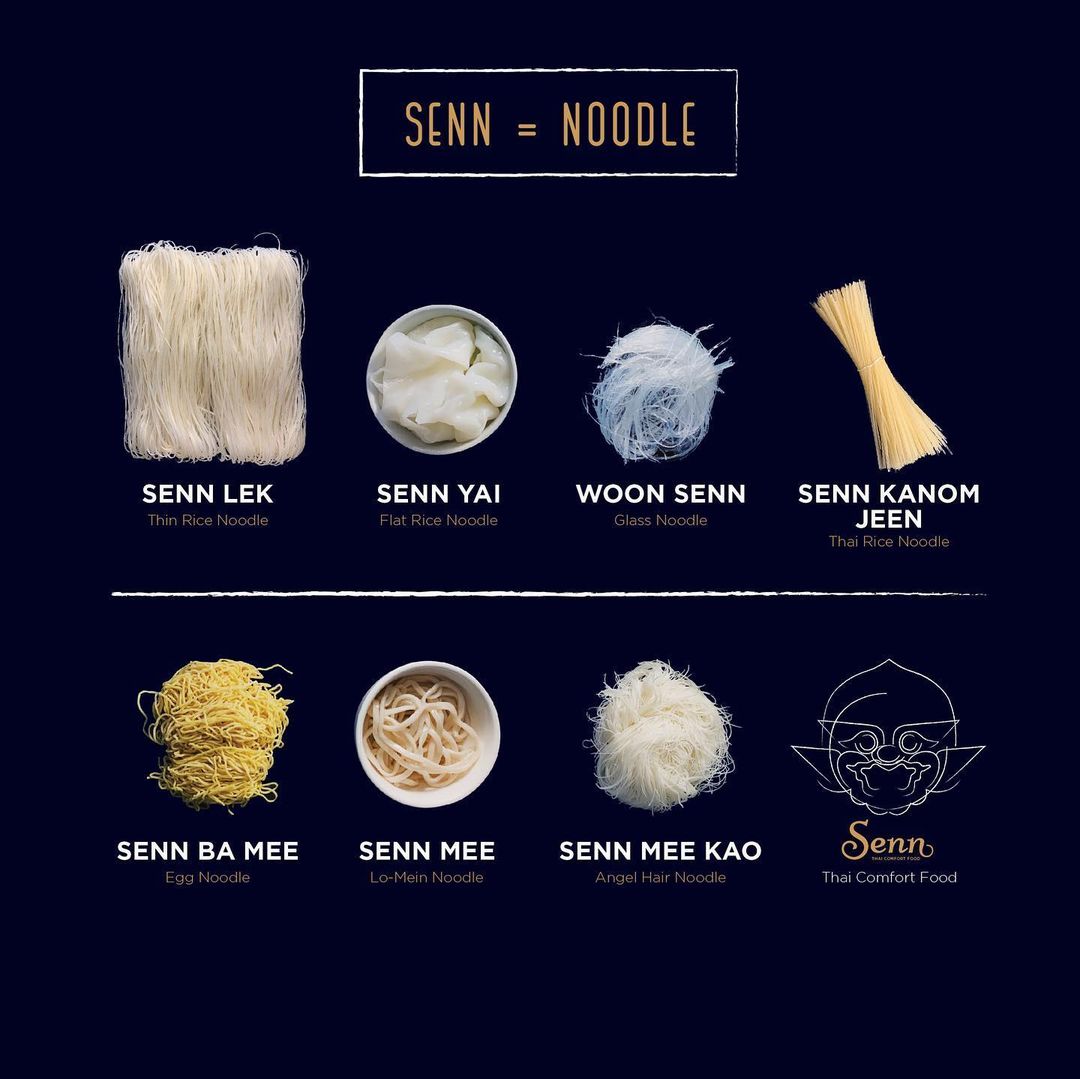 SENN = NOODLE
SENN LEK
Thin Rice Noodle
SENN YAI
Flat Rice Noodle
WOON SENN
Glass Noodle
SENN KANOM
JEEN
Thai Rice Noodle
SENN BA MEE
Egg Noodle
SENN MEE
Lo-Mein Noodle
SENN MEE KAO
Angel Hair Noodle
Senn
THAI COMFORT FOOD
Thai Comfort Food